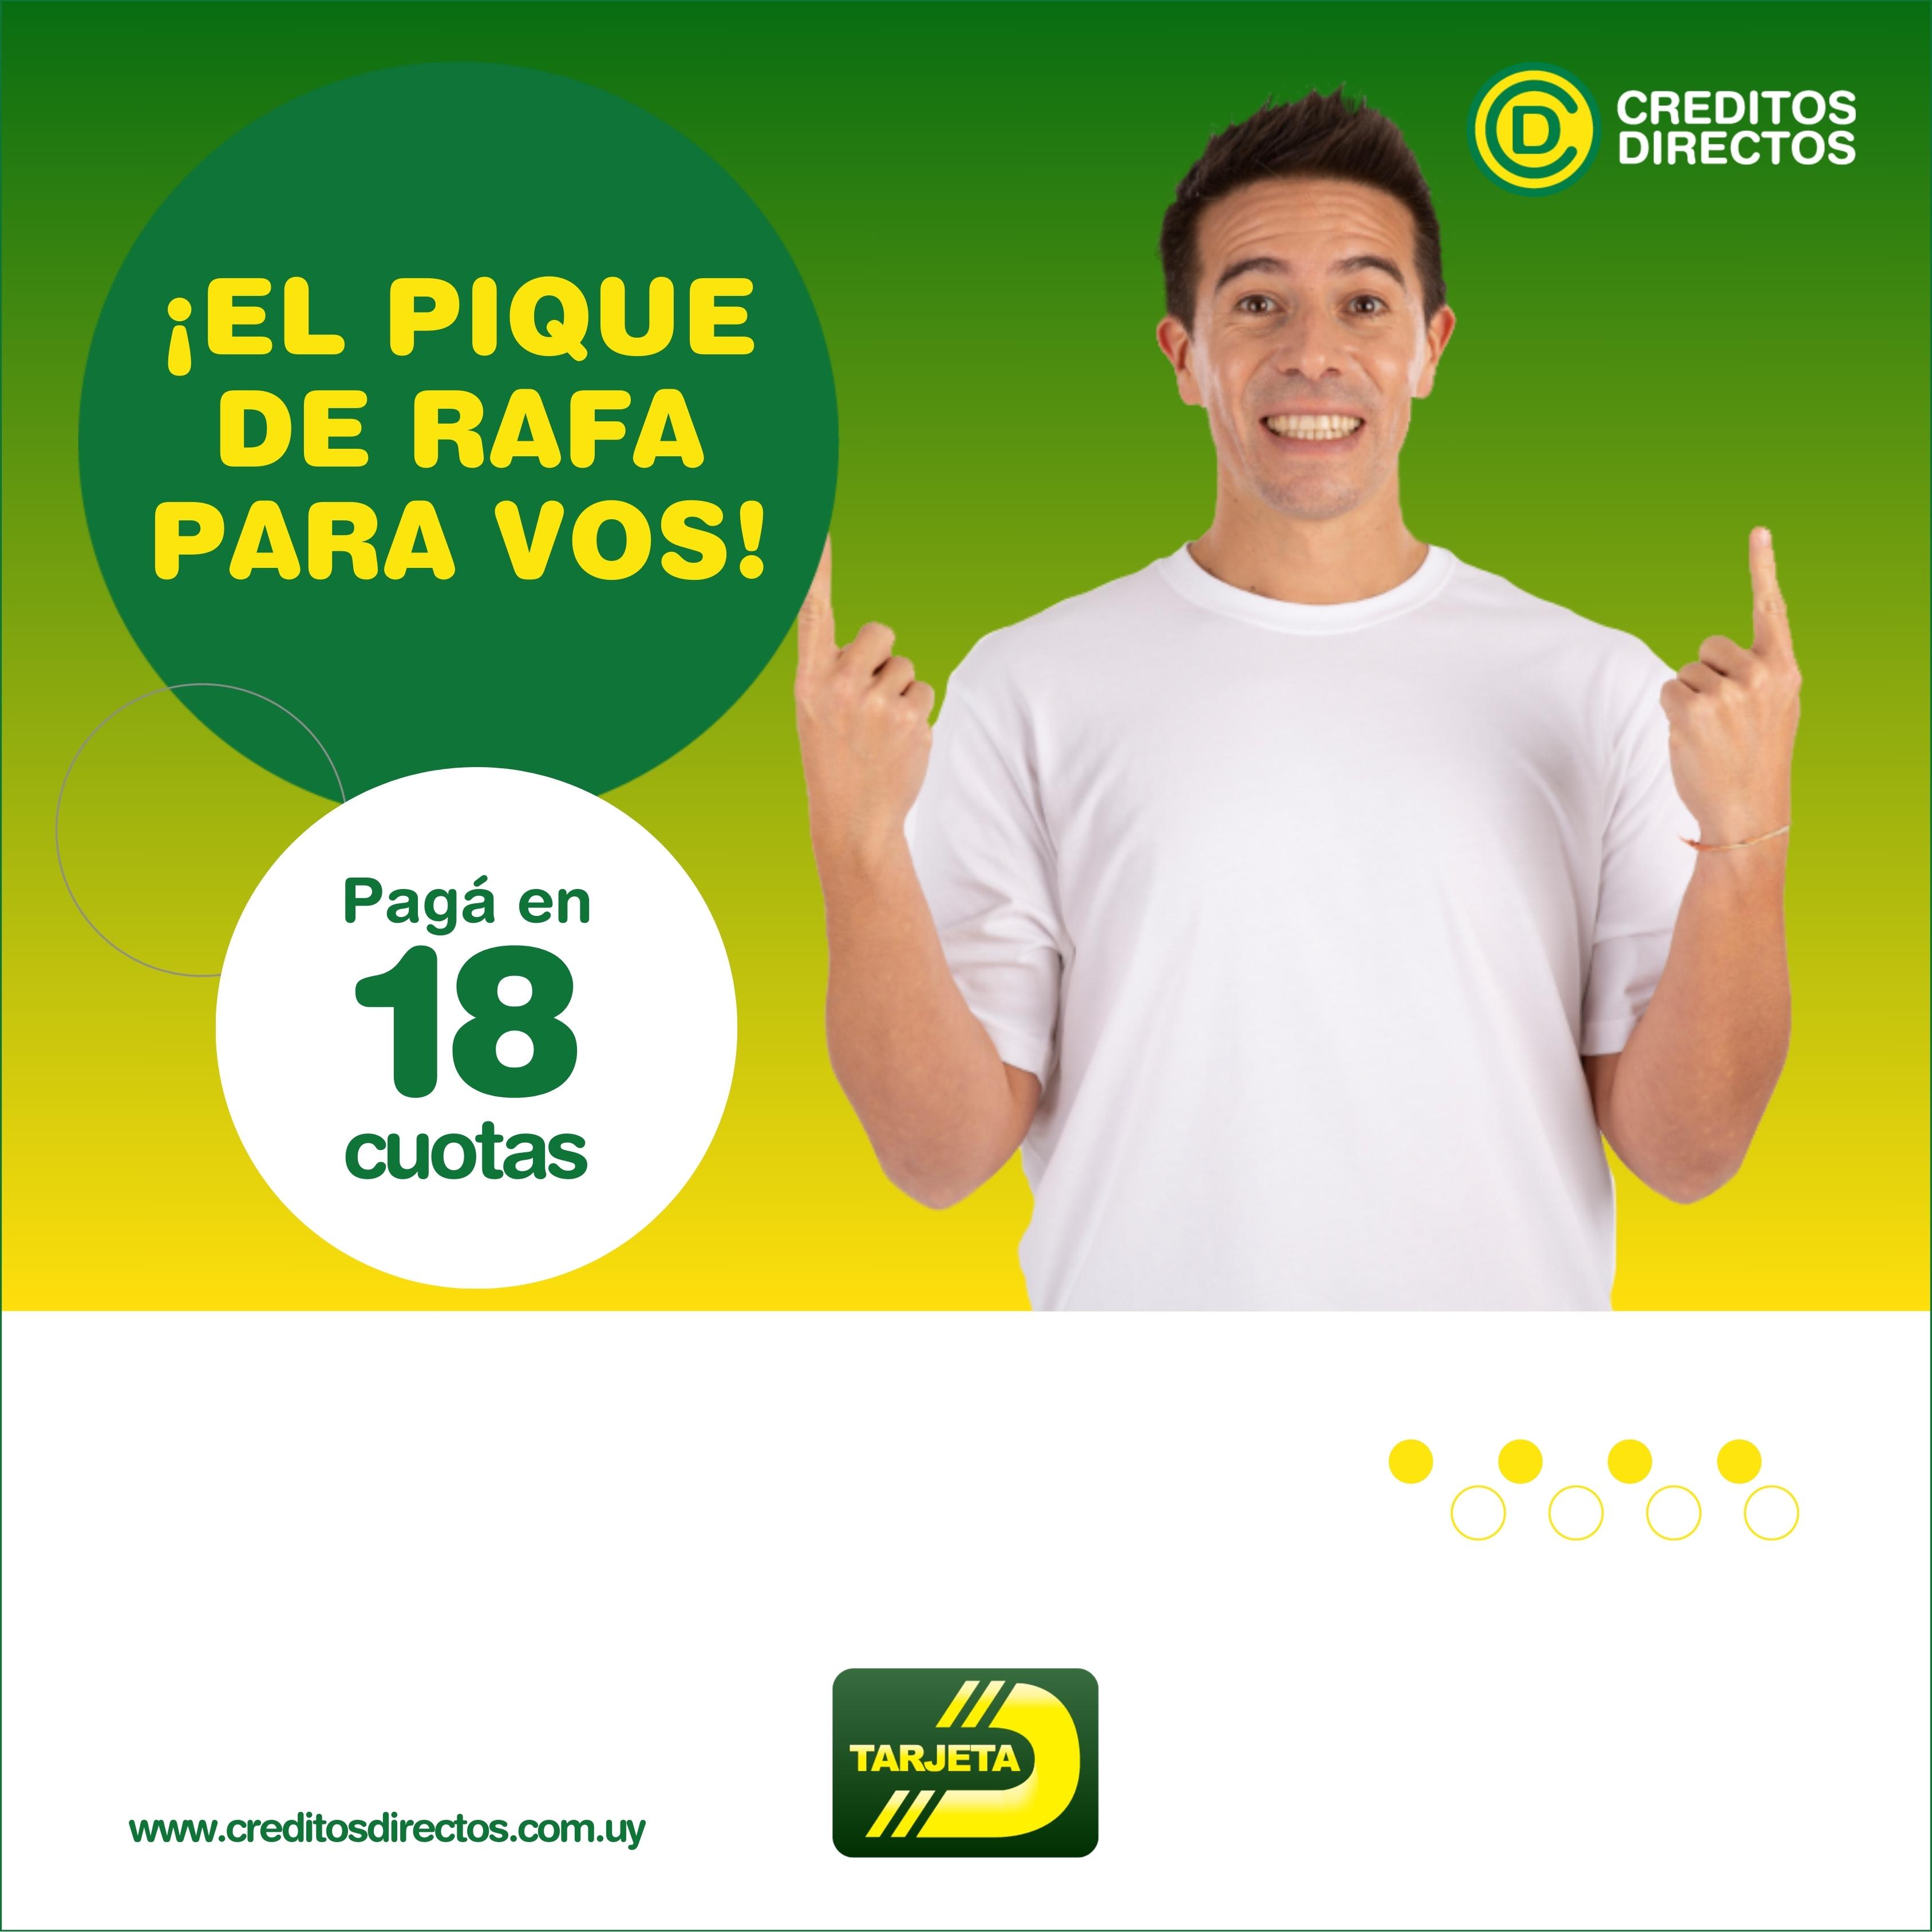 CREDITOS
DIRECTOS
¡EL PIQUE
DE RAFA
PARA VOS!
Pagá en
18
cuotas
TARJETA D
www.creditosdirectos.com.uy